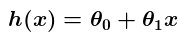 h(x) = θ₀ + θ₁x